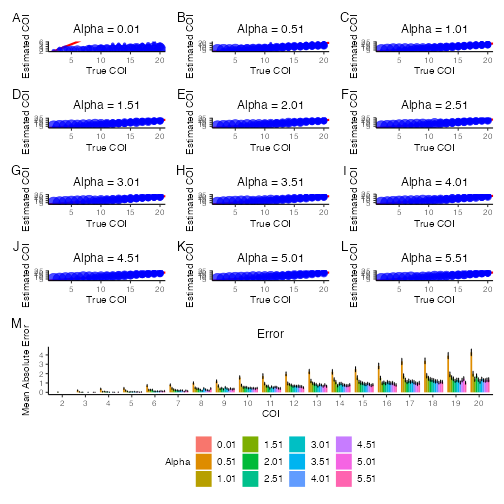 A
Alpha = 0.01
Estimated COI
5 10 15 20
True COI
B
Alpha = 0.51
Estimated COI
5 10 15 20
True COI
C
Alpha = 1.01
Estimated COI
5 10 15 20
True COI
D
Alpha = 1.51
Estimated COI
5 10 15 20
True COI
E
Alpha = 2.01
Estimated COI
5 10 15 20
True COI
F
Alpha = 2.51
Estimated COI
5 10 15 20
True COI
G
Alpha = 3.01
Estimated COI
5 10 15 20
True COI
H
Alpha = 3.51
Estimated COI
5 10 15 20
True COI
I
Alpha = 4.01
Estimated COI
5 10 15 20
True COI
J
Alpha = 4.51
Estimated COI
5 10 15 20
True COI
K
Alpha = 5.01
Estimated COI
5 10 15 20
True COI
L
Alpha = 5.51
Estimated COI
5 10 15 20
True COI
M
Error
Mean Absolute Error
4
3
2
1
0
2 3 4 5 6 7 8 9 10 11 12 13 14 15 16 17 18 19 20
COI
Alpha
0.01 1.51 3.01 4.51
0.51 2.01 3.51 5.01
1.01 2.51 4.01 5.51